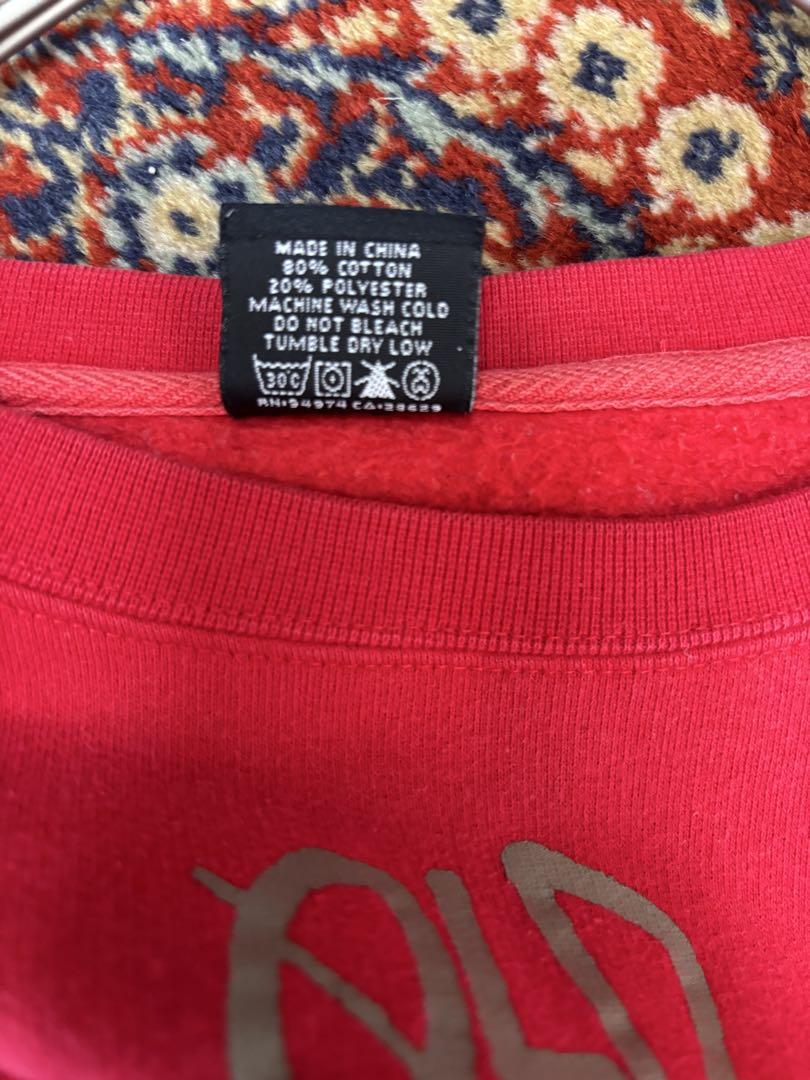 MADE IN CHINA
80% COTTON
20% POLYESTER
MACHINE WASH COLD
DO NOT BLEACH
TUMBLE DRY LOW
30C
RN•94974 CA•23629